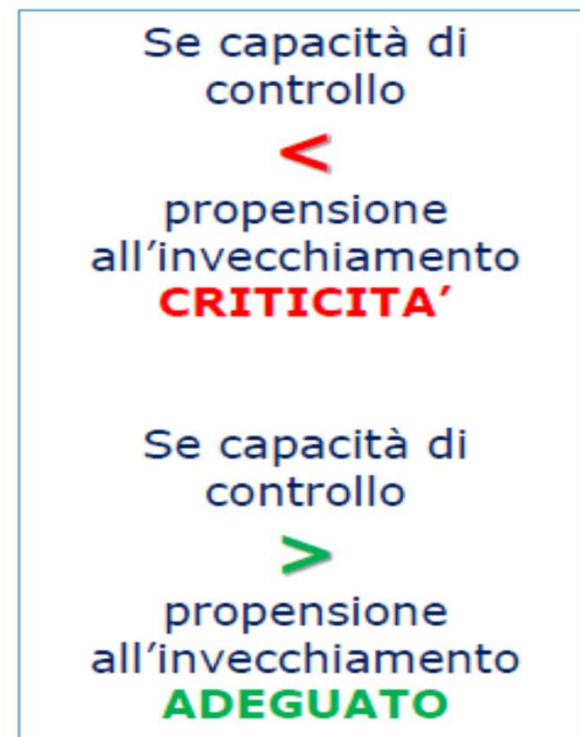 Se capacità di
controllo
<
propensione
all’invecchiamento
CRITICITA’
Se capacità di
controllo
>
propensione
all’invecchiamento
ADEGUATO